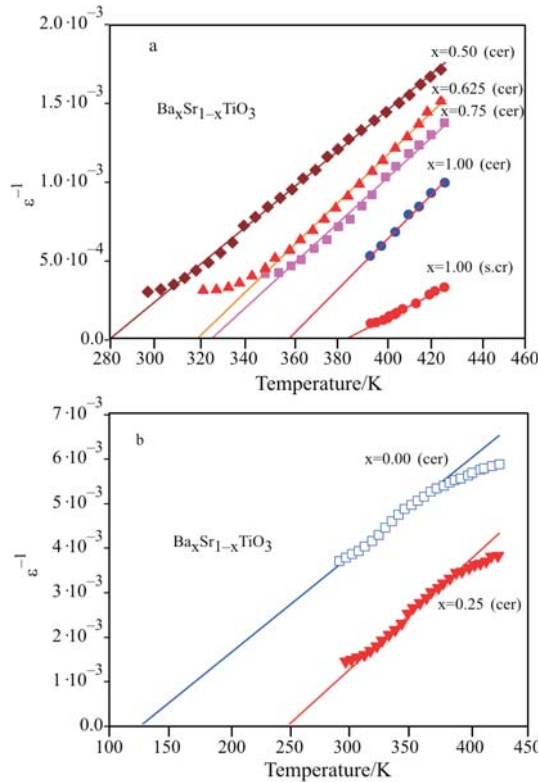 a
2.0·10⁻³
1.5·10⁻³
1.0·10⁻³
5.0·10⁻⁴
0.0
ε⁻¹
BaₓSr₁₋ₓTiO₃
x=0.50 (cer)
x=0.625 (cer)
x=0.75 (cer)
x=1.00 (cer)
x=1.00 (s.cr)
280 300 320 340 360 380 400 420 440 460
Temperature/K
b
7·10⁻³
6·10⁻³
5·10⁻³
4·10⁻³
3·10⁻³
2·10⁻³
1·10⁻³
0.0
ε⁻¹
x=0.00 (cer)
BaₓSr₁₋ₓTiO₃
x=0.25 (cer)
100 150 200 250 300 350 400 450
Temperature/K